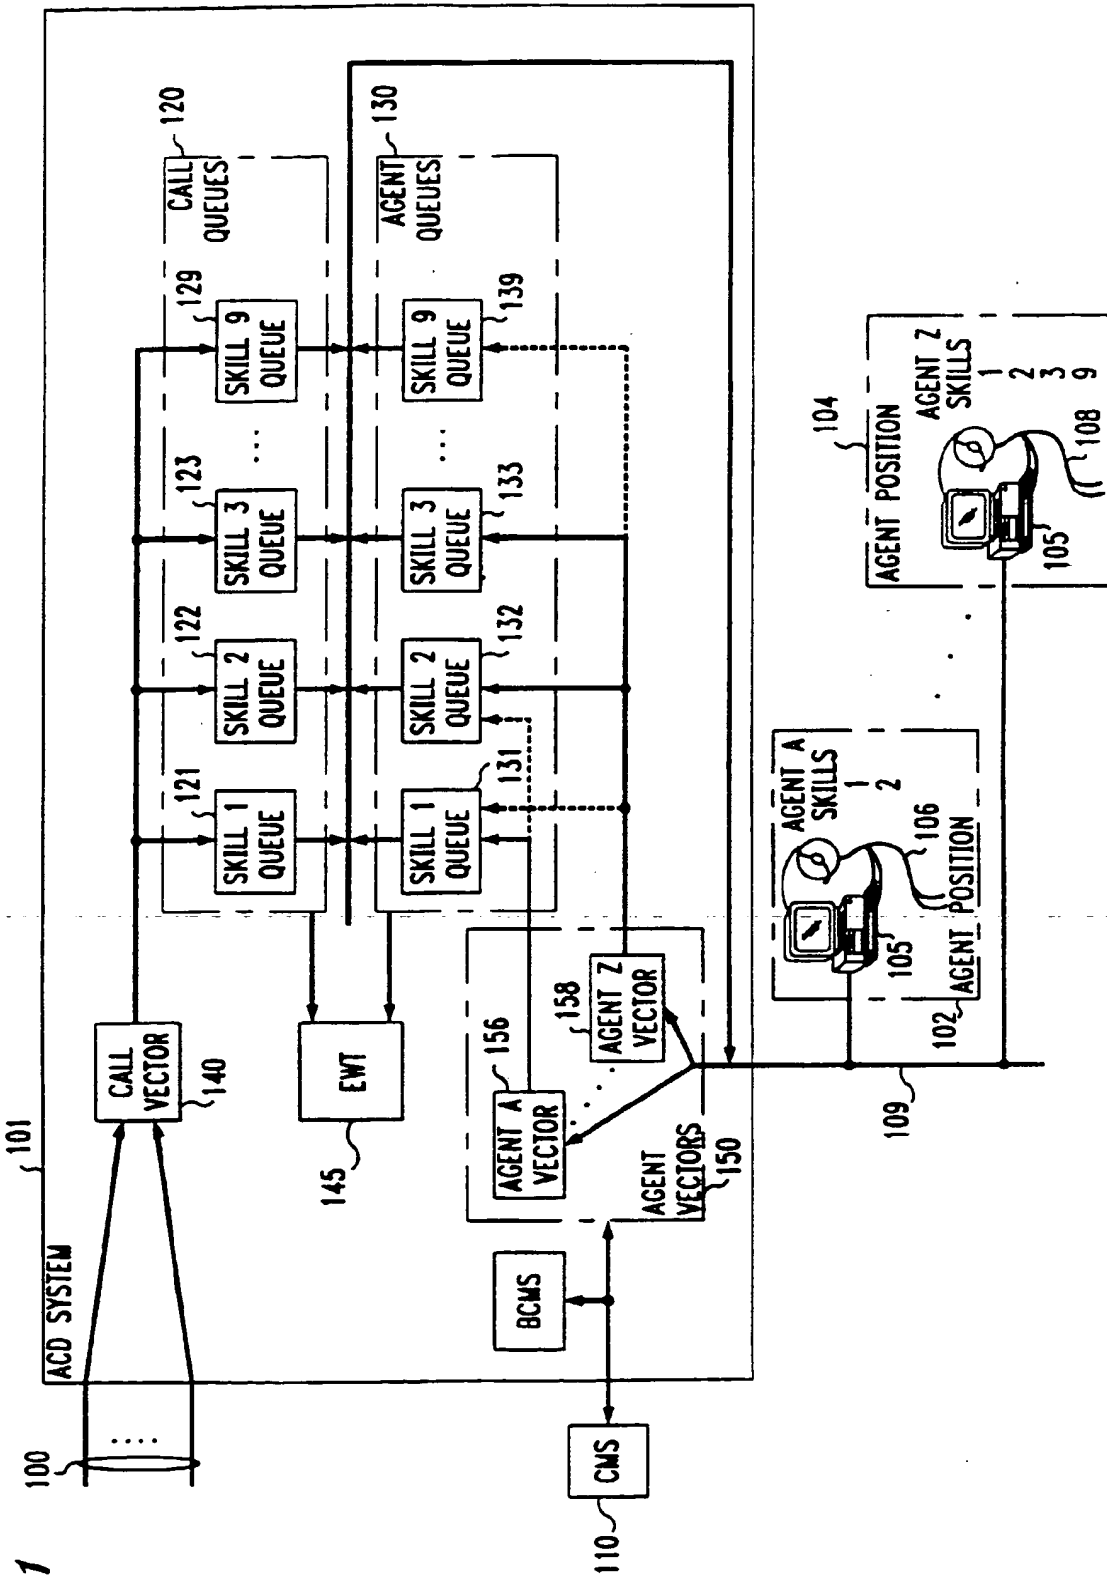 1
100
ACD SYSTEM
101
CALL
VECTOR
140
EWT
145
120
CALL
QUEUES
121
SKILL 1
QUEUE
122
SKILL 2
QUEUE
123
SKILL 3
QUEUE
...
129
SKILL 9
QUEUE
130
AGENT
QUEUES
131
SKILL 1
QUEUE
132
SKILL 2
QUEUE
133
SKILL 3
QUEUE
...
139
SKILL 9
QUEUE
156
AGENT A
VECTOR
158
AGENT Z
VECTOR
AGENT
VECTORS
150
BCMS
CMS
110
109
102
AGENT POSITION
AGENT A
SKILLS
1
2
105
106
104
AGENT POSITION
AGENT Z
SKILLS
1
2
3
9
105
108